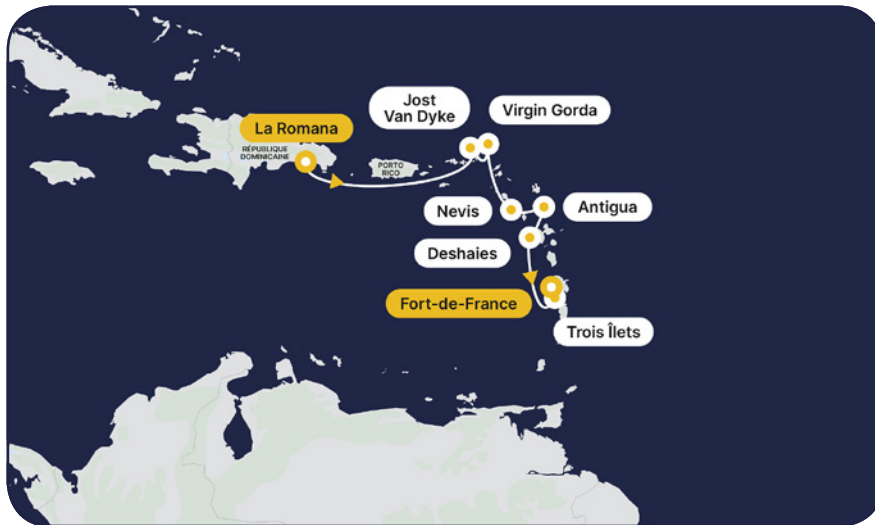 Jost
Van Dyke
Virgin Gorda
La Romana
RÉPUBLIQUE
DOMINICAINE
PORTO
RICO
Nevis
Antigua
Deshaies
Fort-de-France
Trois Îlets